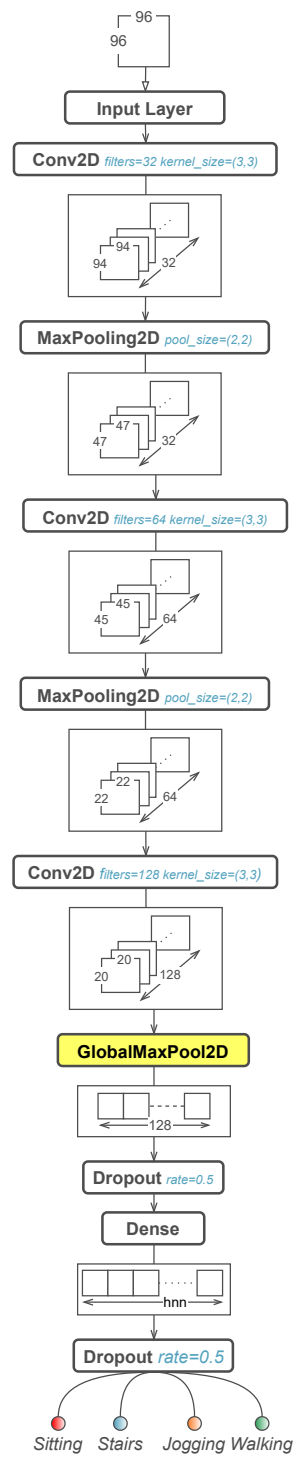 96
96
Input Layer
Conv2D filters=32 kernel_size=(3,3)
94
94
32
MaxPooling2D pool_size=(2,2)
47
47
32
Conv2D filters=64 kernel_size=(3,3)
45
45
64
MaxPooling2D pool_size=(2,2)
22
22
64
Conv2D filters=128 kernel_size=(3,3)
20
20
128
GlobalMaxPool2D
128
Dropout rate=0.5
Dense
hnn
Dropout rate=0.5
Sitting Stairs Jogging Walking